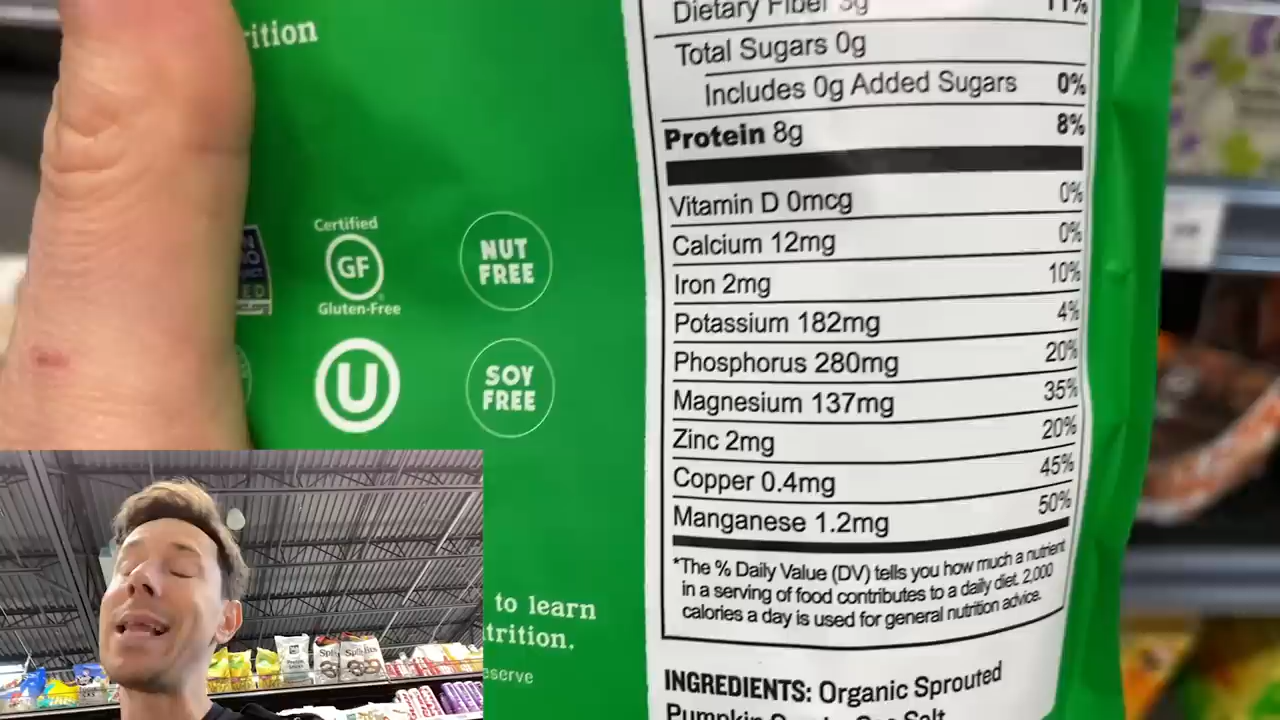 rition
Certified
GF
Gluten-Free
NUT
FREE
U
SOY
FREE
to learn
trition.
eserve
Dietary Fiber 3g 11%
Total Sugars 0g
Includes 0g Added Sugars 0%
Protein 8g 8%
Vitamin D 0mcg 0%
Calcium 12mg 0%
Iron 2mg 10%
Potassium 182mg 4%
Phosphorus 280mg 20%
Magnesium 137mg 35%
Zinc 2mg 20%
Copper 0.4mg 45%
Manganese 1.2mg 50%
*The % Daily Value (DV) tells you how much a nutrient
in a serving of food contributes to a daily diet. 2,000
calories a day is used for general nutrition advice.
INGREDIENTS: Organic Sprouted
Sea Salt